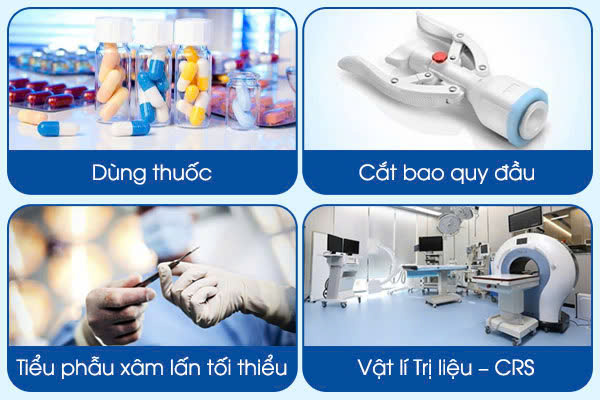 Dùng thuốc
Cắt bao quy đầu
Tiểu phẫu xâm lấn tối thiểu
Vật lí Trị liệu – CRS